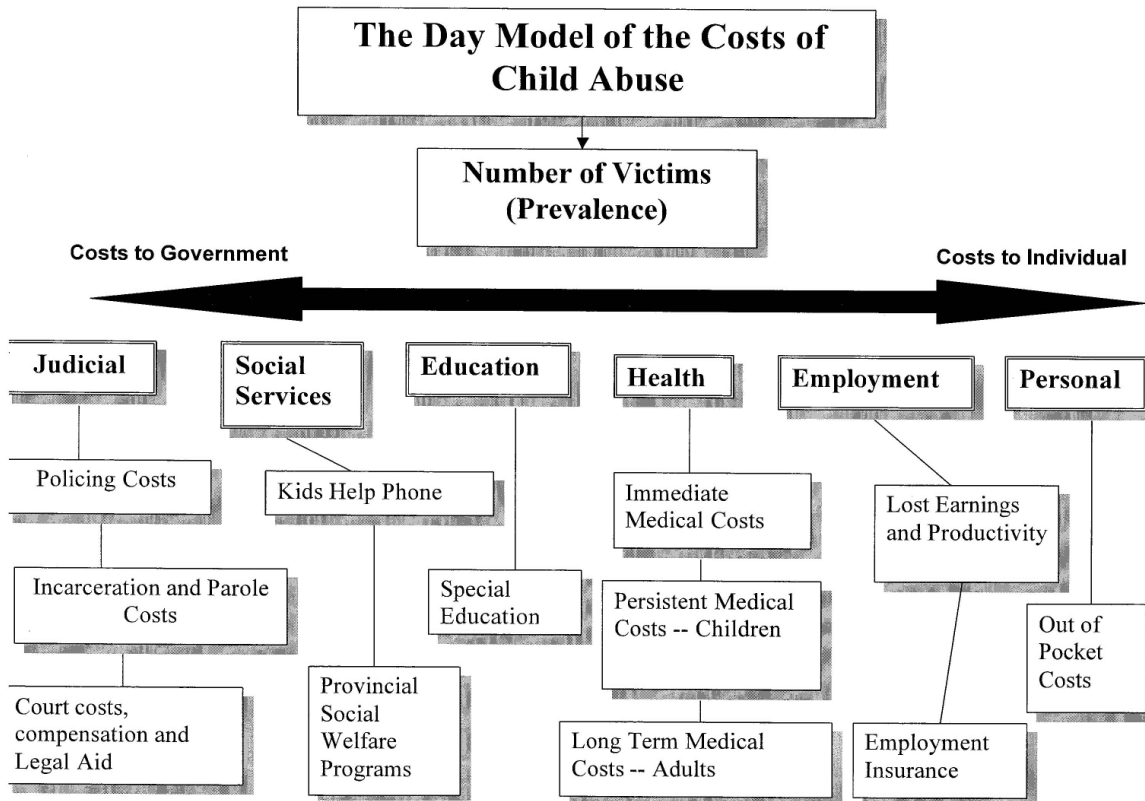 The Day Model of the Costs of
Child Abuse
Number of Victims
(Prevalence)
Costs to Government
Costs to Individual
Judicial
Social
Services
Education
Health
Employment
Personal
Policing Costs
Kids Help Phone
Immediate
Medical Costs
Lost Earnings
and Productivity
Incarceration and Parole
Costs
Special
Education
Persistent Medical
Costs -- Children
Out of
Pocket
Costs
Court costs,
compensation and
Legal Aid
Provincial
Social
Welfare
Programs
Long Term Medical
Costs -- Adults
Employment
Insurance